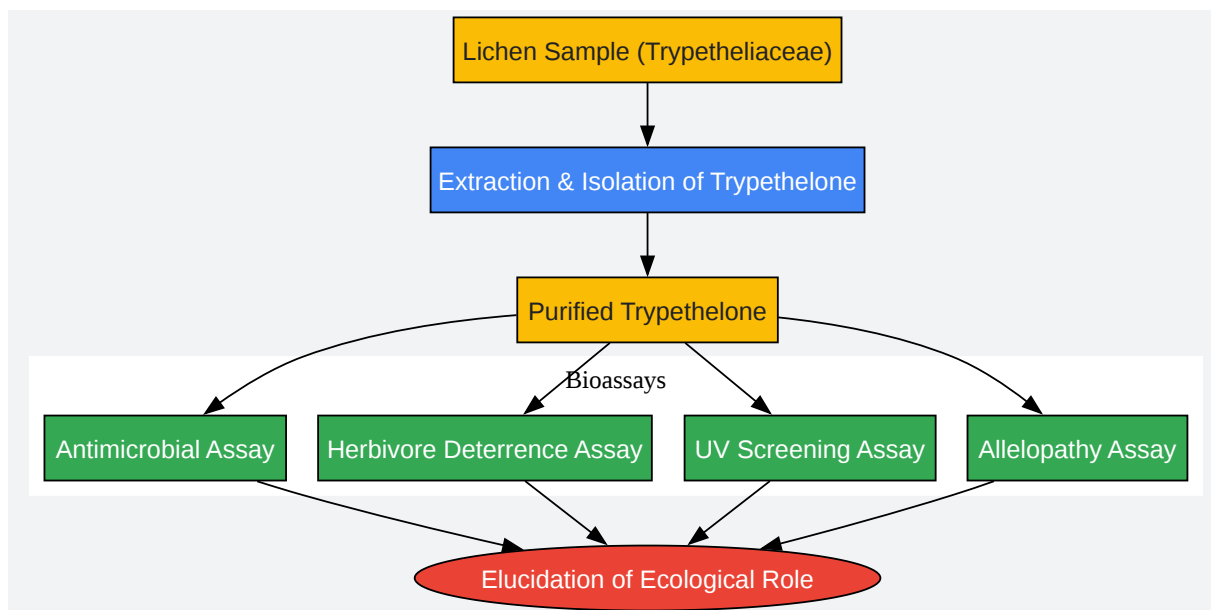 Lichen Sample (Trypetheliaceae)
Extraction & Isolation of Trypethelone
Purified Trypethelone
Bioassays
Antimicrobial Assay
Herbivore Deterrence Assay
UV Screening Assay
Allelopathy Assay
Elucidation of Ecological Role